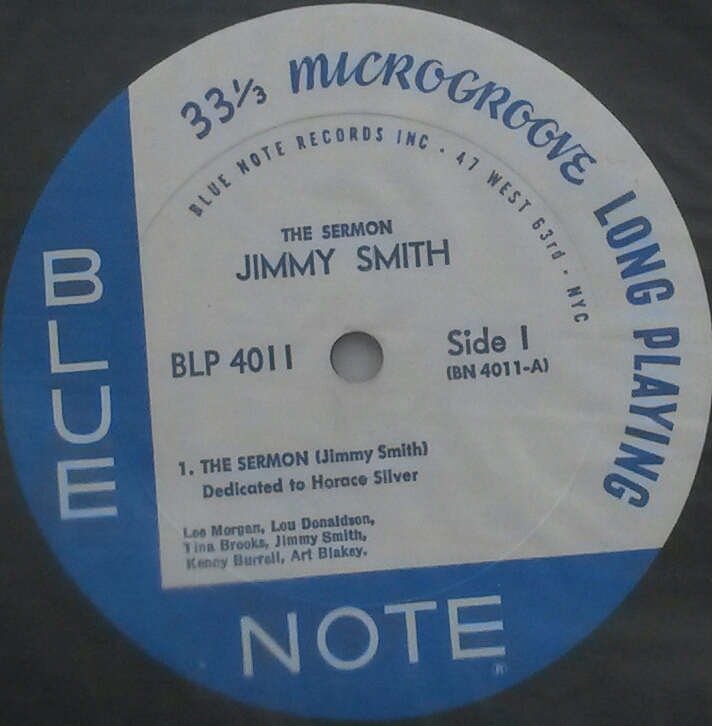 33⅓ MICROGROOVE LONG PLAYING
BLUE NOTE RECORDS INC · 47 WEST 63rd · NYC
THE SERMON
JIMMY SMITH
BLP 4011
Side 1
(BN 4011-A)
1. THE SERMON (Jimmy Smith)
Dedicated to Horace Silver
Lee Morgan, Lou Donaldson,
Tina Brooks, Jimmy Smith,
Kenny Burrell, Art Blakey.
BLUE
NOTE
®